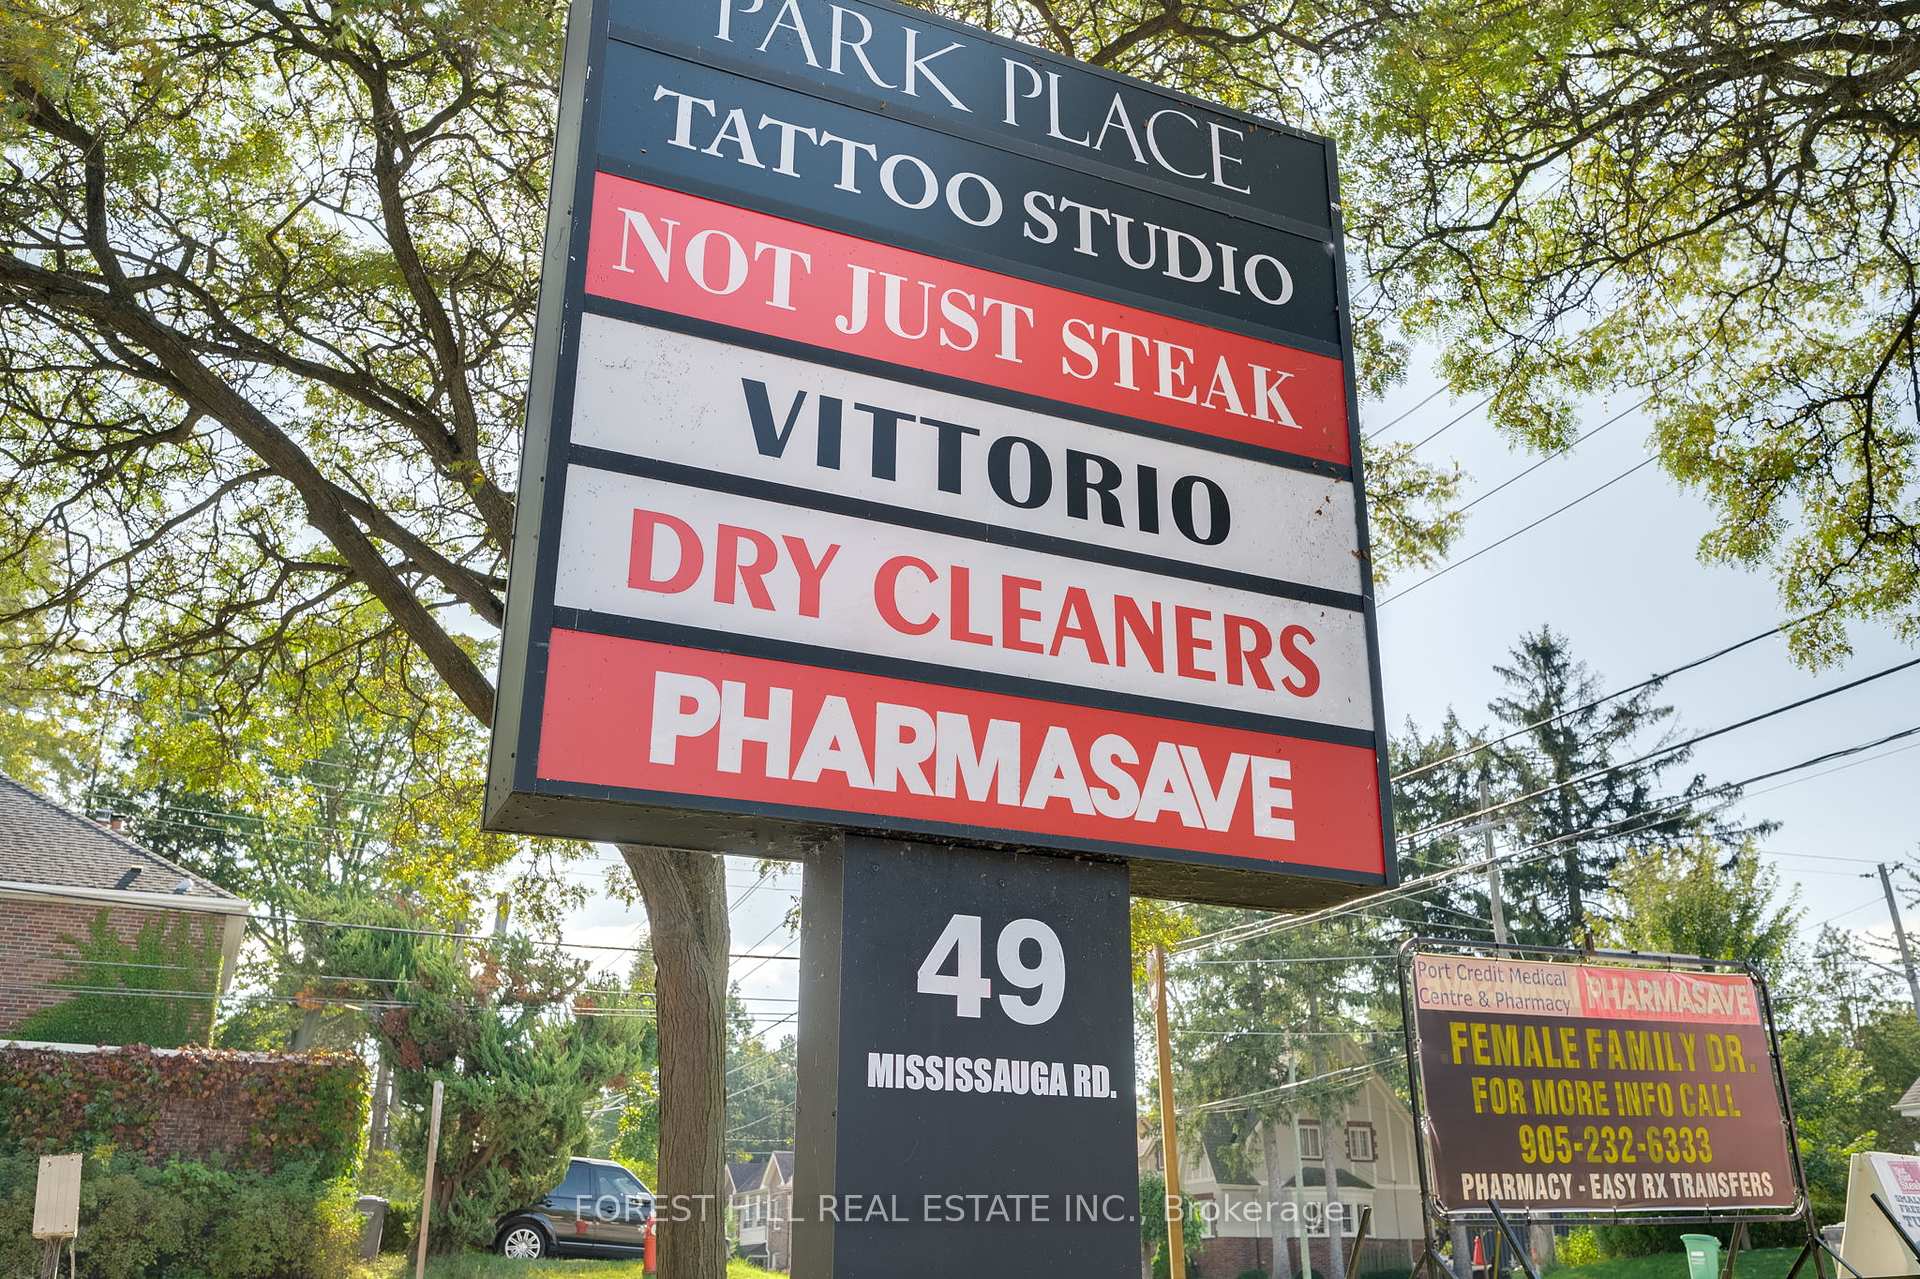 PARK PLACE
TATTOO STUDIO
NOT JUST STEAK
VITTORIO
DRY CLEANERS
PHARMASAVE
49
MISSISSAUGA RD.
Port Credit Medical
Centre & Pharmacy
PHARMASAVE
FEMALE FAMILY DR.
FOR MORE INFO CALL
905-232-6333
PHARMACY - EASY RX TRANSFERS
FOREST HILL REAL ESTATE INC., Brokerage